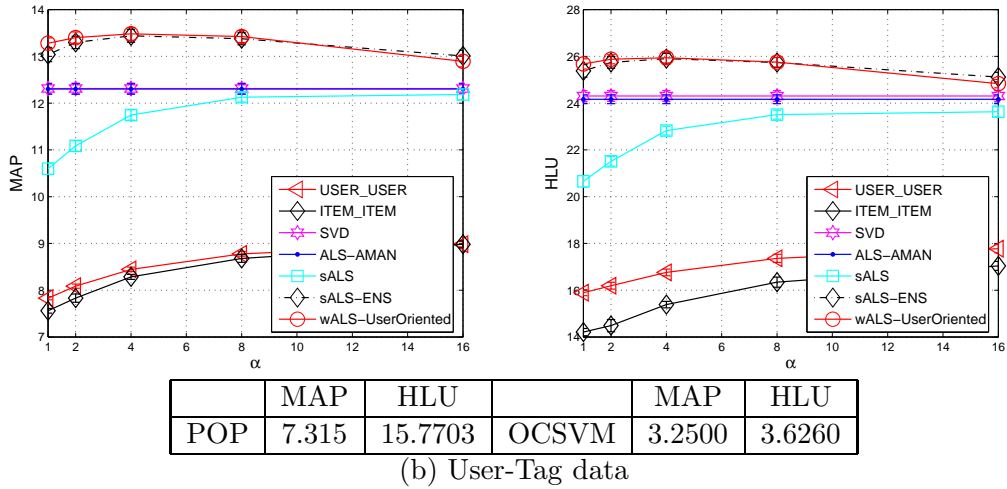 14
13
12
11
10
9
8
7
MAP
1 2 4 6 8 10 12 14 16
α
USER_USER
ITEM_ITEM
SVD
ALS−AMAN
sALS
sALS−ENS
wALS−UserOriented
28
26
24
22
20
18
16
14
HLU
1 2 4 6 8 10 12 14 16
α
USER_USER
ITEM_ITEM
SVD
ALS−AMAN
sALS
sALS−ENS
wALS−UserOriented
MAP HLU MAP HLU
POP 7.315 15.7703 OCSVM 3.2500 3.6260
(b) User-Tag data